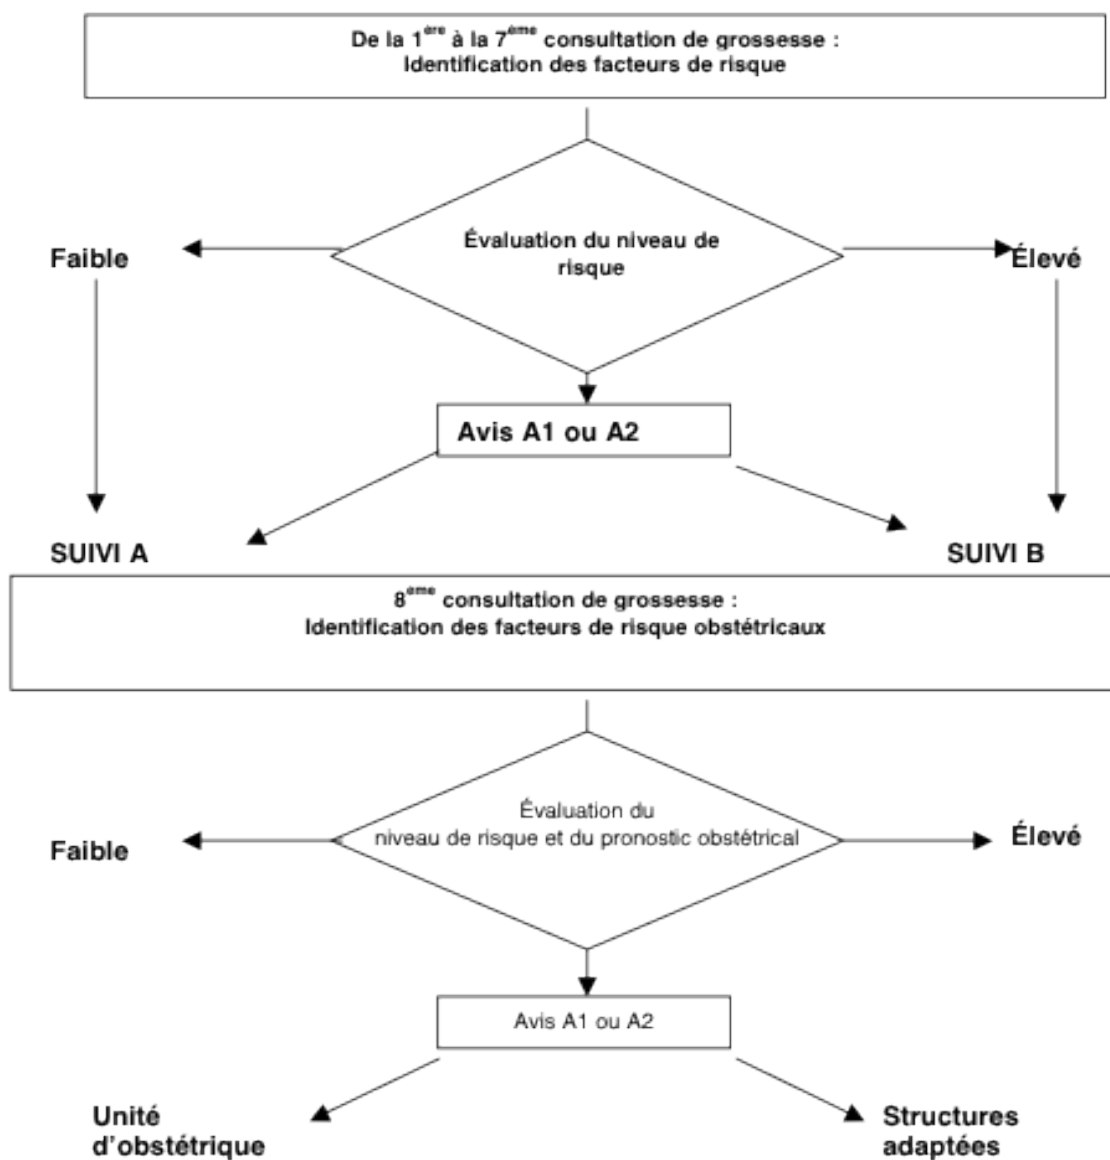 De la 1ère à la 7ème consultation de grossesse :
Identification des facteurs de risque
Évaluation du niveau de
risque
Faible
Élevé
Avis A1 ou A2
SUIVI A
SUIVI B
8ème consultation de grossesse :
Identification des facteurs de risque obstétricaux
Évaluation du
niveau de risque et du pronostic obstétrical
Faible
Élevé
Avis A1 ou A2
Unité
d'obstétrique
Structures
adaptées